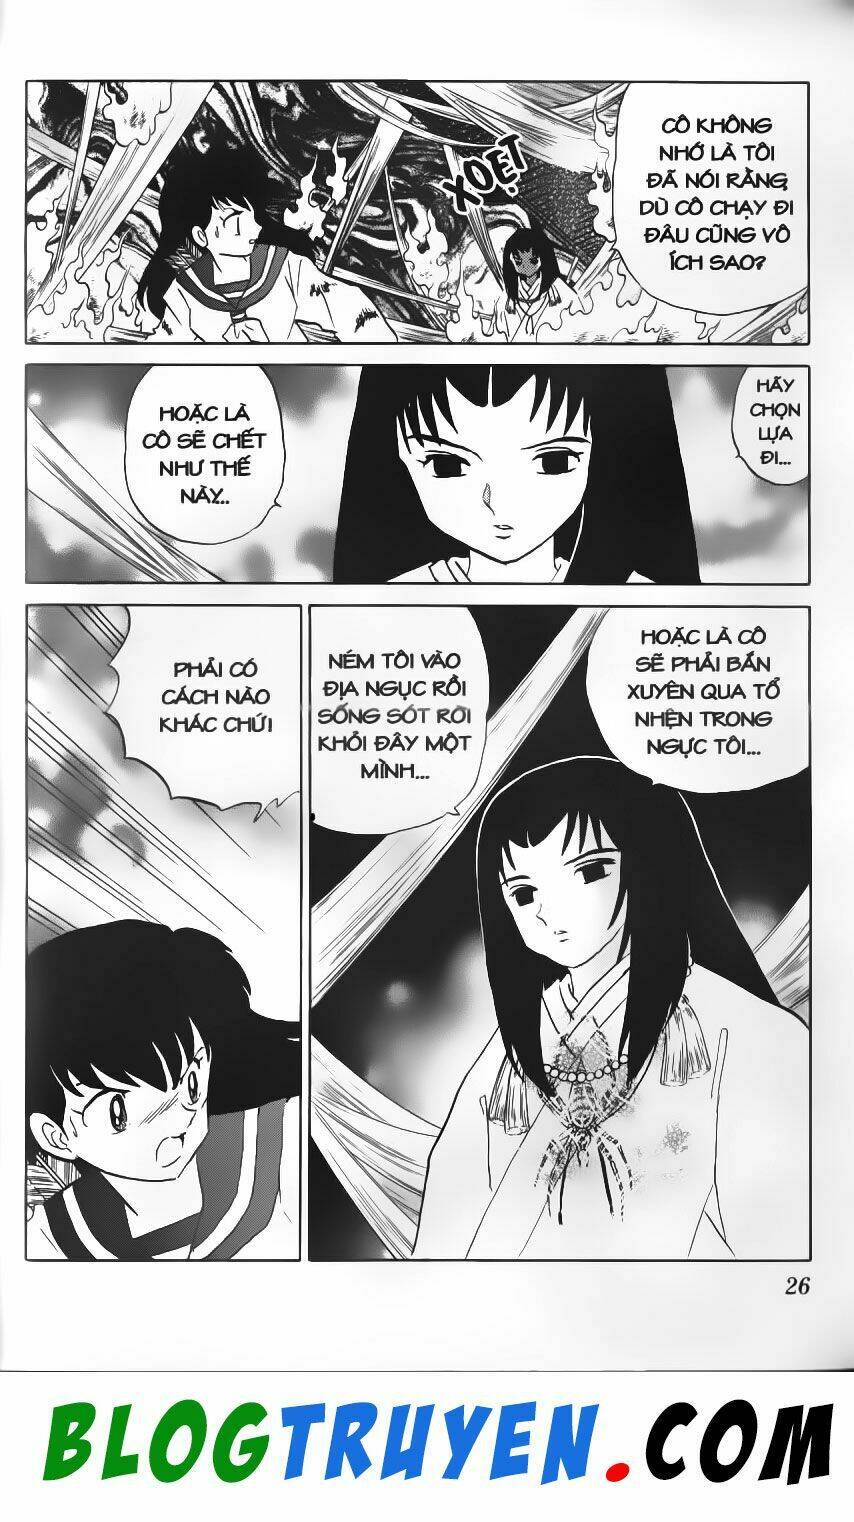 CÔ KHÔNG
NHỚ LÀ TÔI
ĐÃ NÓI RẰNG,
DÙ CÔ CHẠY ĐI
ĐÂU CŨNG VÔ
ÍCH SAO?
XOẸT
HÃY
CHỌN
LỰA
ĐI...
HOẶC LÀ
CÔ SẼ CHẾT
NHƯ THẾ
NÀY...
HOẶC LÀ CÔ
SẼ PHẢI BẮN
XUYÊN QUA TỔ
NHỆN TRONG
NGỰC TÔI...
NÉM TÔI VÀO
ĐỊA NGỤC RỒI
SỐNG SÓT RỜI
KHỎI ĐÂY MỘT
MÌNH...
PHẢI CÓ
CÁCH NÀO
KHÁC CHỨ!
26
BLOGTRUYEN.COM